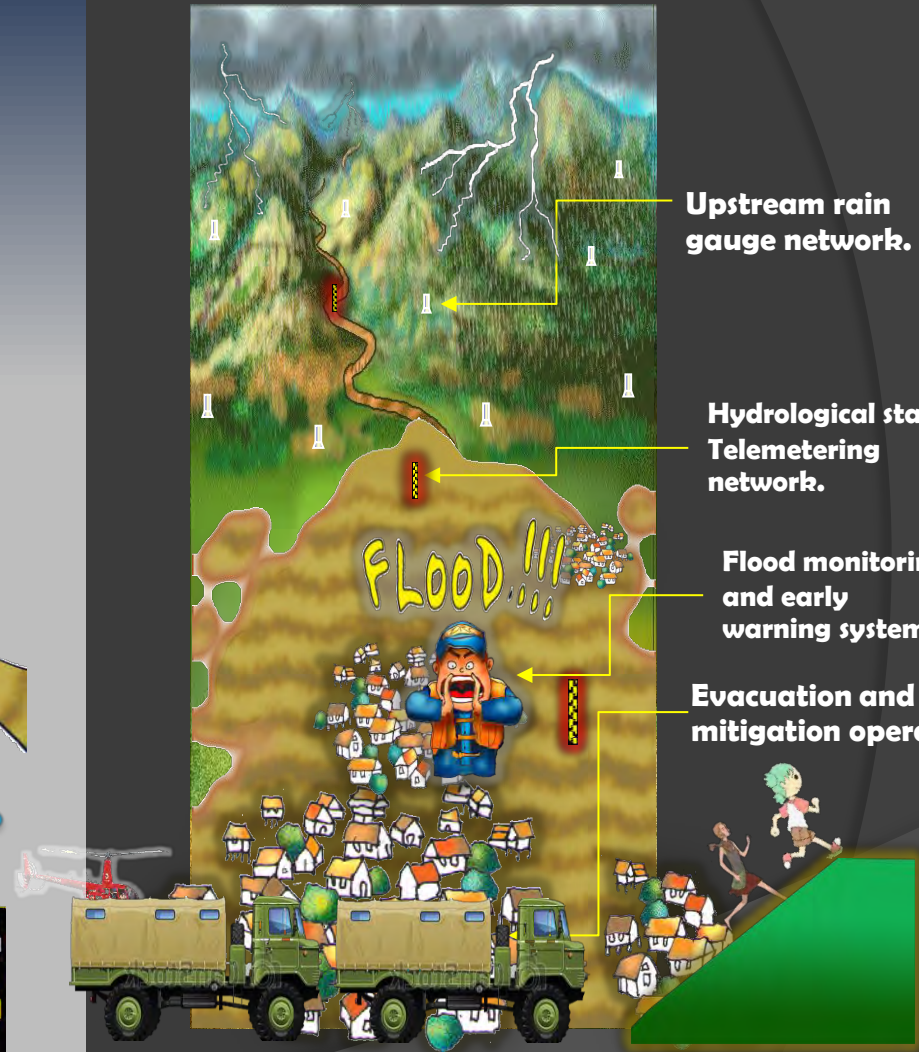 Upstream rain
gauge network.
Hydrological sta
Telemetering
network.
FLOOD!!!
Flood monitorin
and early
warning system
Evacuation and
mitigation opera